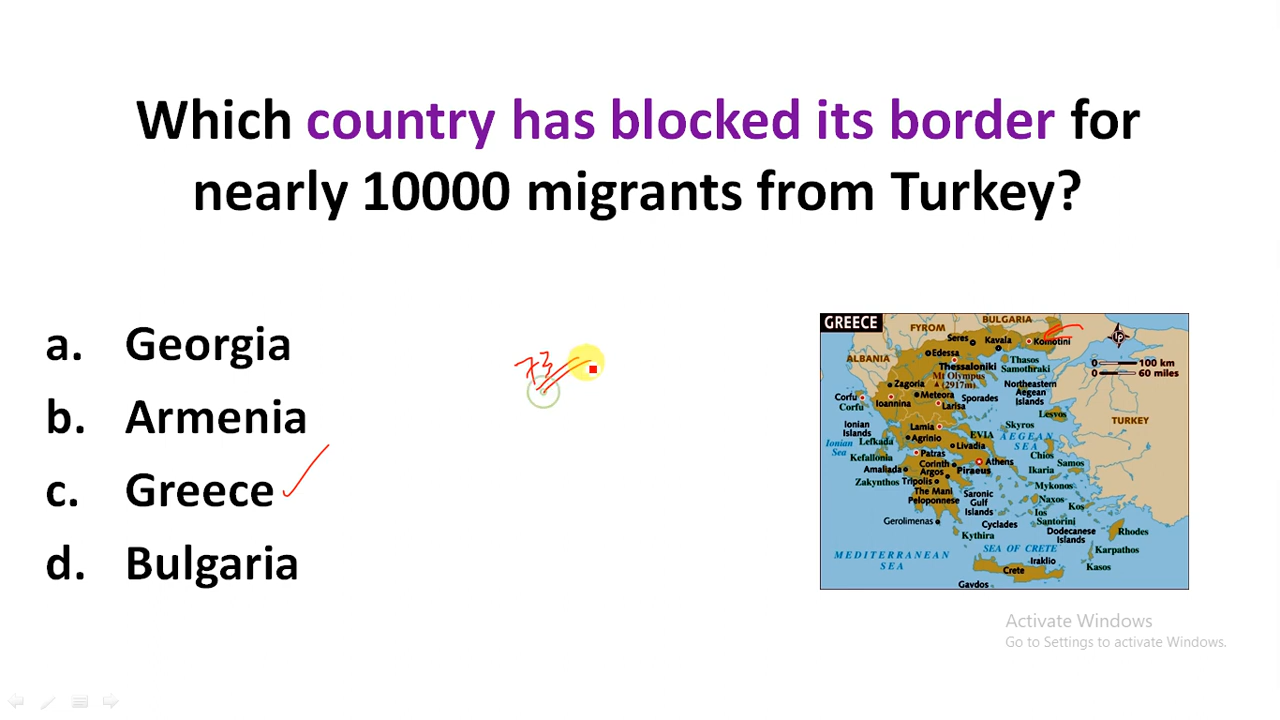 Which country has blocked its border for
nearly 10000 migrants from Turkey?
a. Georgia
b. Armenia
c. Greece
d. Bulgaria
GREECE
BULGARIA
FYROM
Seres
Kavala
Komotini
ALBANIA
Edessa
Thessaloniki
Thasos
Samothraki
0 100 km
0 60 miles
Mt Olympus
(2917m)
Zagoria
Meteora
Northeastern
Aegean
Islands
Corfu
Corfu
Ioannina
Larisa
Sporades
Lesvos
TURKEY
Ionian
Islands
Lamia
Skyros
Ionian
Sea
Lefkada
Agrinio
EVIA
AEGEAN
SEA
Livadia
Kefallonia
Patras
Chios
Athens
Samos
Corinth
Amaliada
Argos
Piraeus
Ikaria
Zakynthos
Tripolis
Mykonos
The Mani
Peloponnese
Saronic
Gulf
Islands
Naxos
Kos
Ios
Santorini
Gerolimenas
Cyclades
Dodecanese
Islands
Rhodes
Kythira
MEDITERRANEAN
SEA
SEA OF CRETE
Karpathos
Iraklio
Crete
Kasos
Gavdos
Activate Windows
Go to Settings to activate Windows.